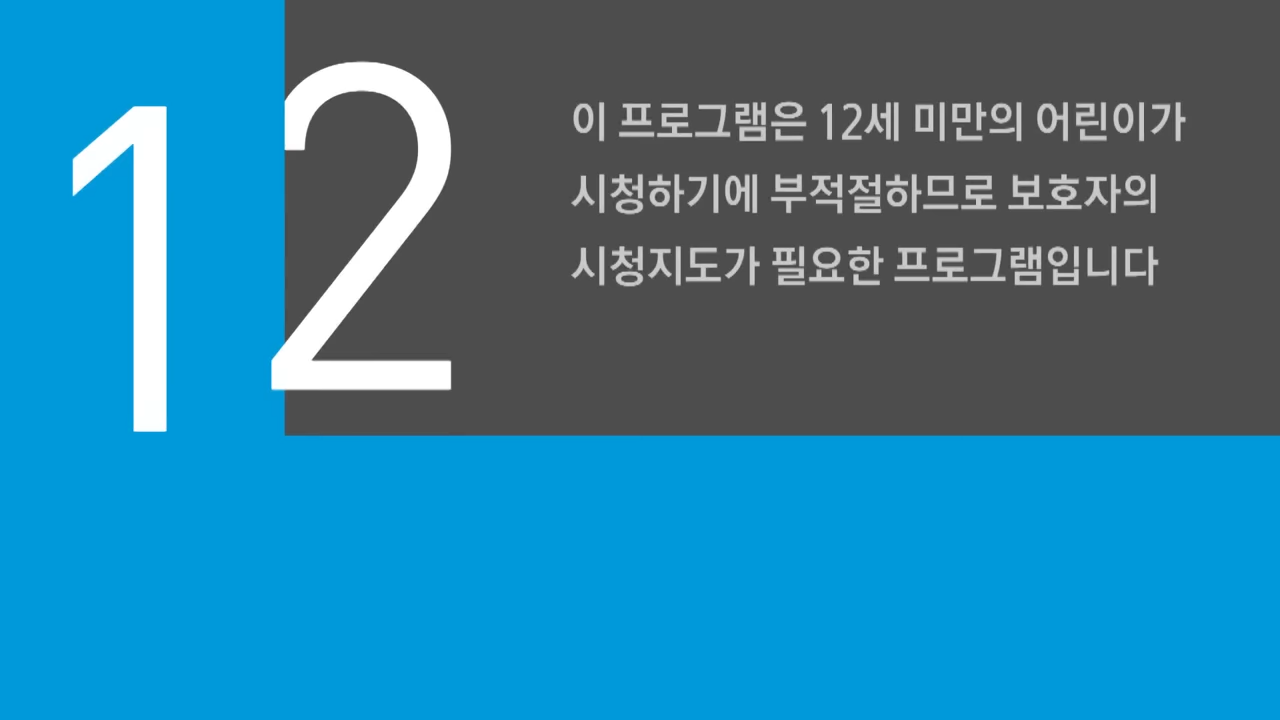 12
이 프로그램은 12세 미만의 어린이가
시청하기에 부적절하므로 보호자의
시청지도가 필요한 프로그램입니다